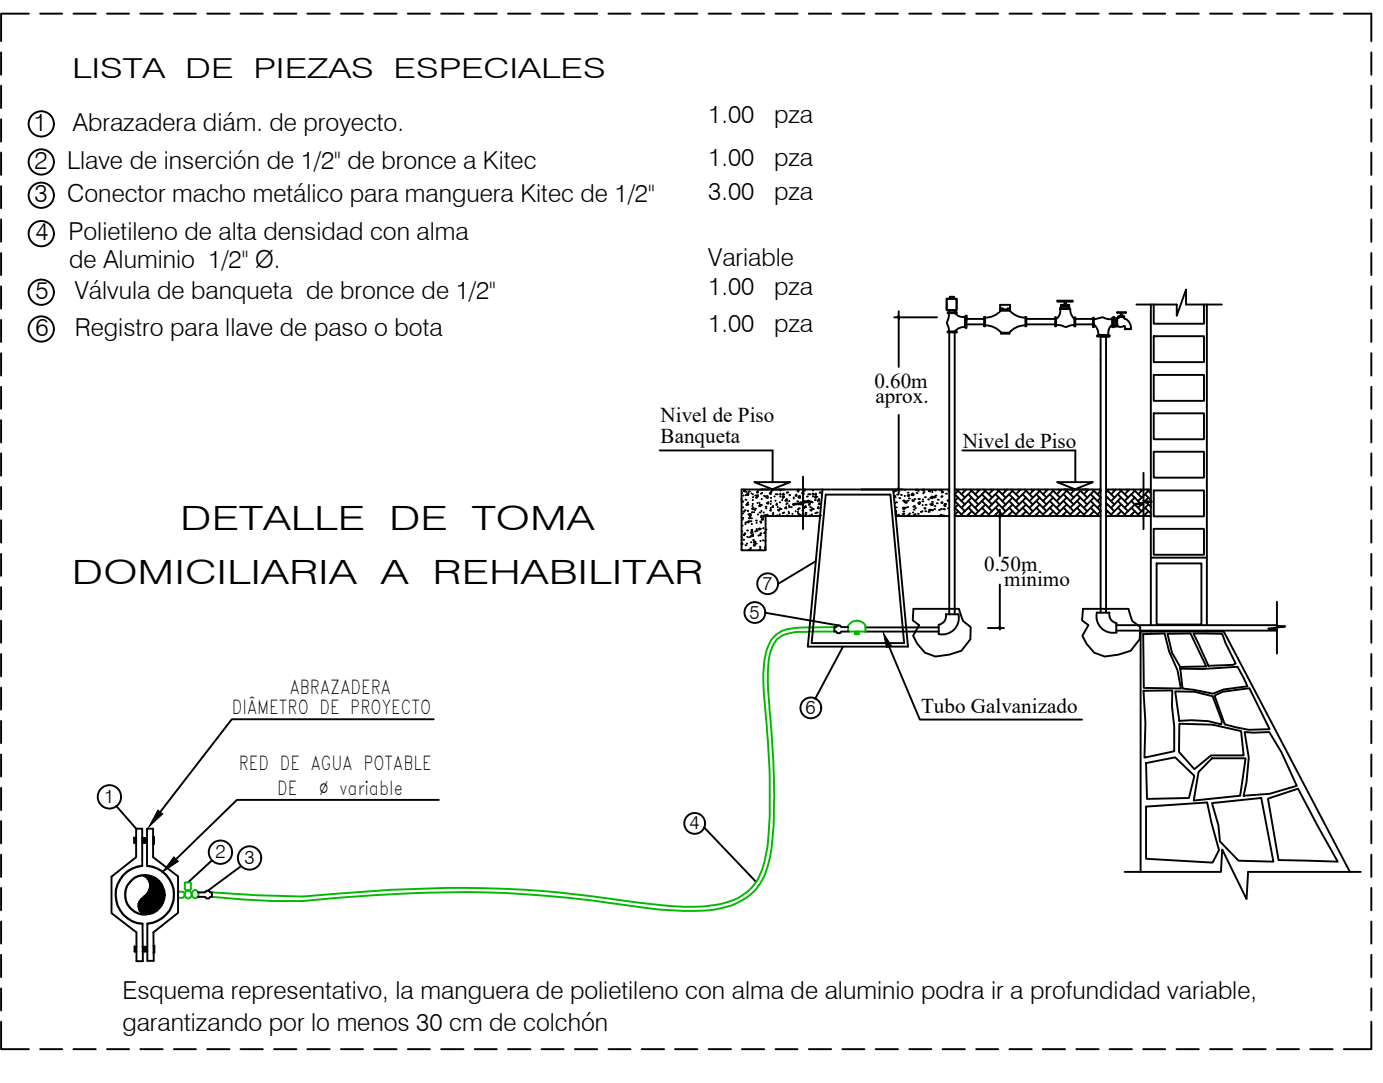 LISTA DE PIEZAS ESPECIALES
1 Abrazadera diám. de proyecto. 1.00 pza
2 Llave de inserción de 1/2" de bronce a Kitec 1.00 pza
3 Conector macho metálico para manguera Kitec de 1/2" 3.00 pza
4 Polietileno de alta densidad con alma
de Aluminio 1/2" Ø. Variable
5 Válvula de banqueta de bronce de 1/2" 1.00 pza
6 Registro para llave de paso o bota 1.00 pza
0.60m
aprox.
Nivel de Piso
Banqueta
Nivel de Piso
DETALLE DE TOMA
DOMICILIARIA A REHABILITAR
0.50m.
mínimo
7
5
6
Tubo Galvanizado
ABRAZADERA
DIÂMETRO DE PROYECTO
RED DE AGUA POTABLE
DE ø variable
1
2
3
4
Esquema representativo, la manguera de polietileno con alma de aluminio podra ir a profundidad variable,
garantizando por lo menos 30 cm de colchón